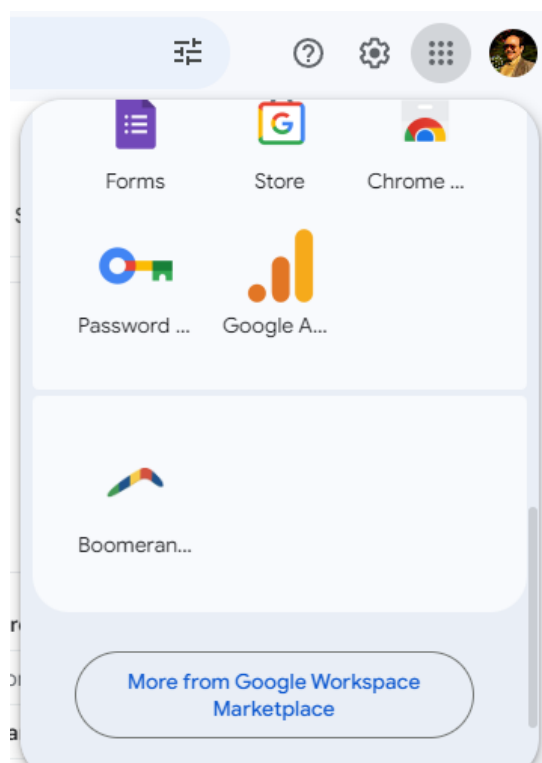 Forms
Store
Chrome ...
Password ...
Google A...
Boomeran...
More from Google Workspace
Marketplace